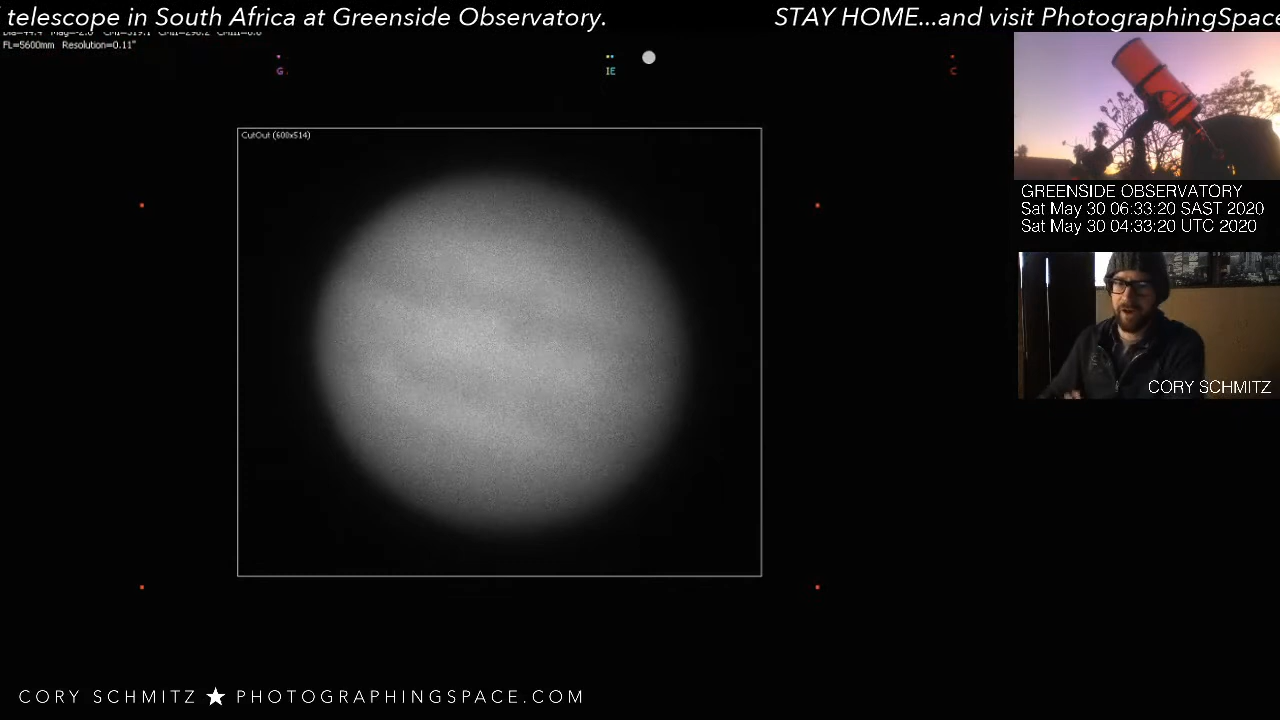 telescope in South Africa at Greenside Observatory. STAY HOME...and visit PhotographingSpace
FL=5600mm Resolution=0.11"
G IE C
CutOut (600x514)
GREENSIDE OBSERVATORY
Sat May 30 06:33:20 SAST 2020
Sat May 30 04:33:20 UTC 2020
CORY SCHMITZ
CORY SCHMITZ ★ PHOTOGRAPHINGSPACE.COM